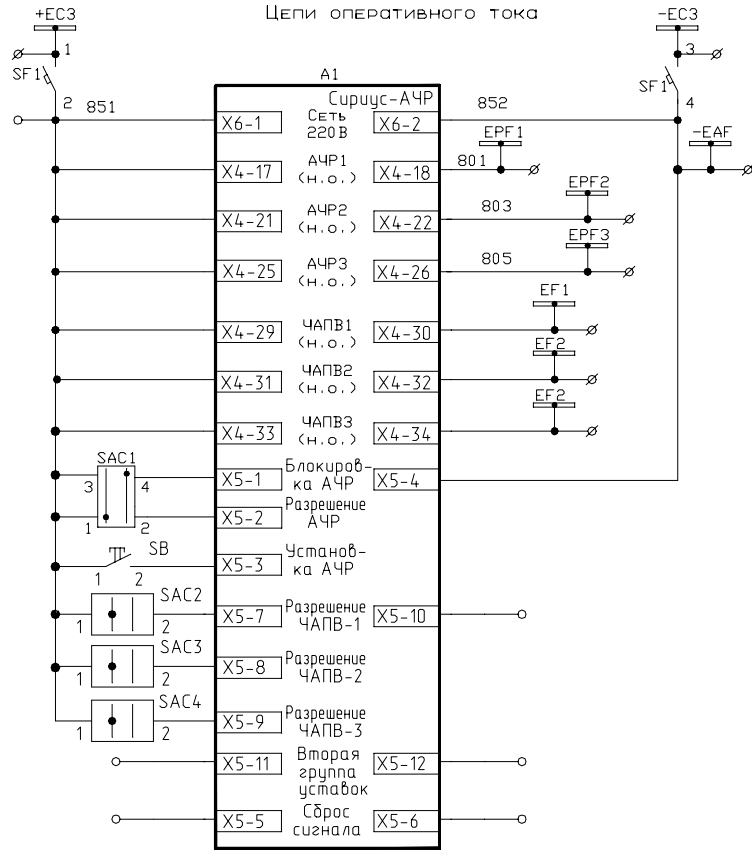 Цепи оперативного тока
+EC3
-EC3
1
3
SF1
SF1
A1
2
851
Сириус-АЧР
852
4
X6-1
Сеть
220В
X6-2
EPF1
-EAF
X4-17
АЧР1
(н.о.)
X4-18
801
EPF2
X4-21
АЧР2
(н.о.)
X4-22
803
EPF3
X4-25
АЧР3
(н.о.)
X4-26
805
EF1
X4-29
ЧАПВ1
(н.о.)
X4-30
EF2
X4-31
ЧАПВ2
(н.о.)
X4-32
EF2
X4-33
ЧАПВ3
(н.о.)
X4-34
SAC1
3
4
X5-1
Блокиров-
ка АЧР
X5-4
1
2
X5-2
Разрешение
АЧР
SB
1
2
X5-3
Установ-
ка АЧР
SAC2
1
2
X5-7
Разрешение
ЧАПВ-1
X5-10
SAC3
1
2
X5-8
Разрешение
ЧАПВ-2
SAC4
1
2
X5-9
Разрешение
ЧАПВ-3
X5-11
Вторая
группа
уставок
X5-12
X5-5
Сброс
сигнала
X5-6